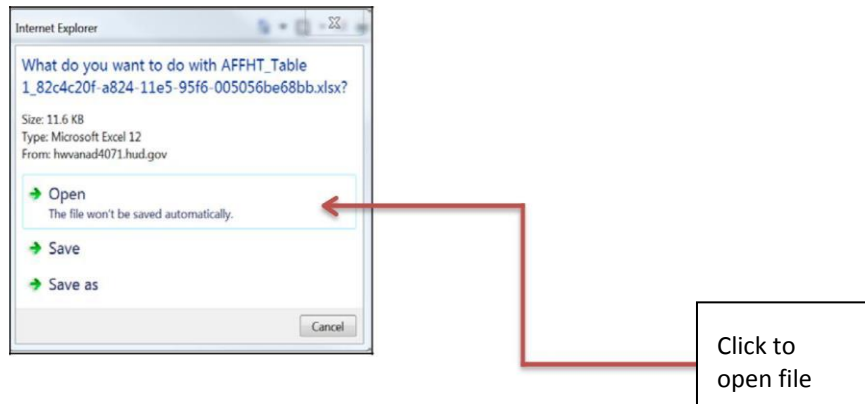 Internet Explorer
What do you want to do with AFFHT_Table
1_82c4c20f-a824-11e5-95f6-005056be68bb.xlsx?
Size: 11.6 KB
Type: Microsoft Excel 12
From: hwvanad4071.hud.gov
Open
The file won't be saved automatically.
Save
Save as
Cancel
Click to
open file